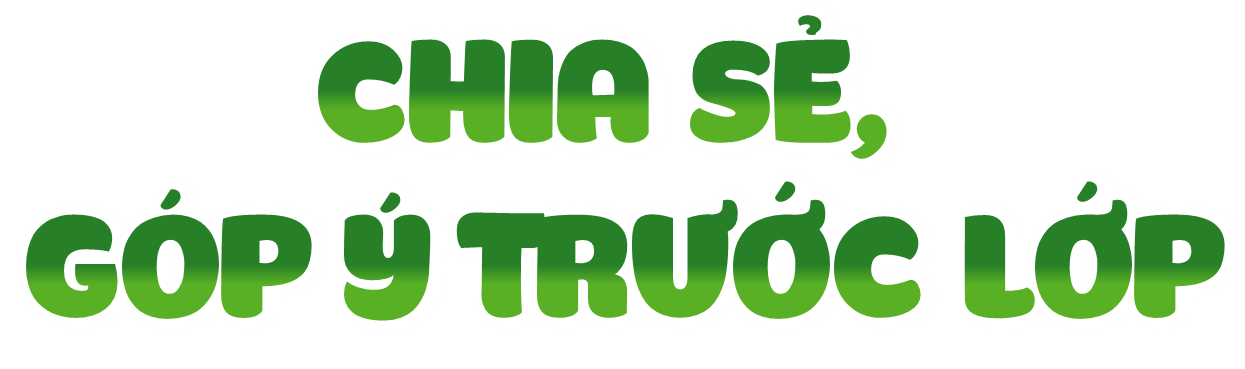 CHIA SẺ,
GÓP Ý TRƯỚC LỚP